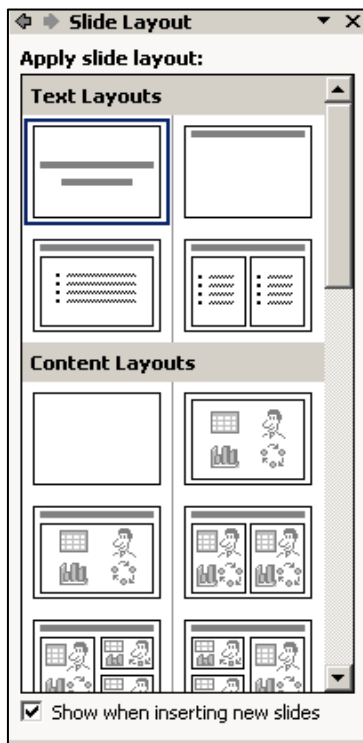 Slide Layout
Apply slide layout:
Text Layouts
Content Layouts
Show when inserting new slides